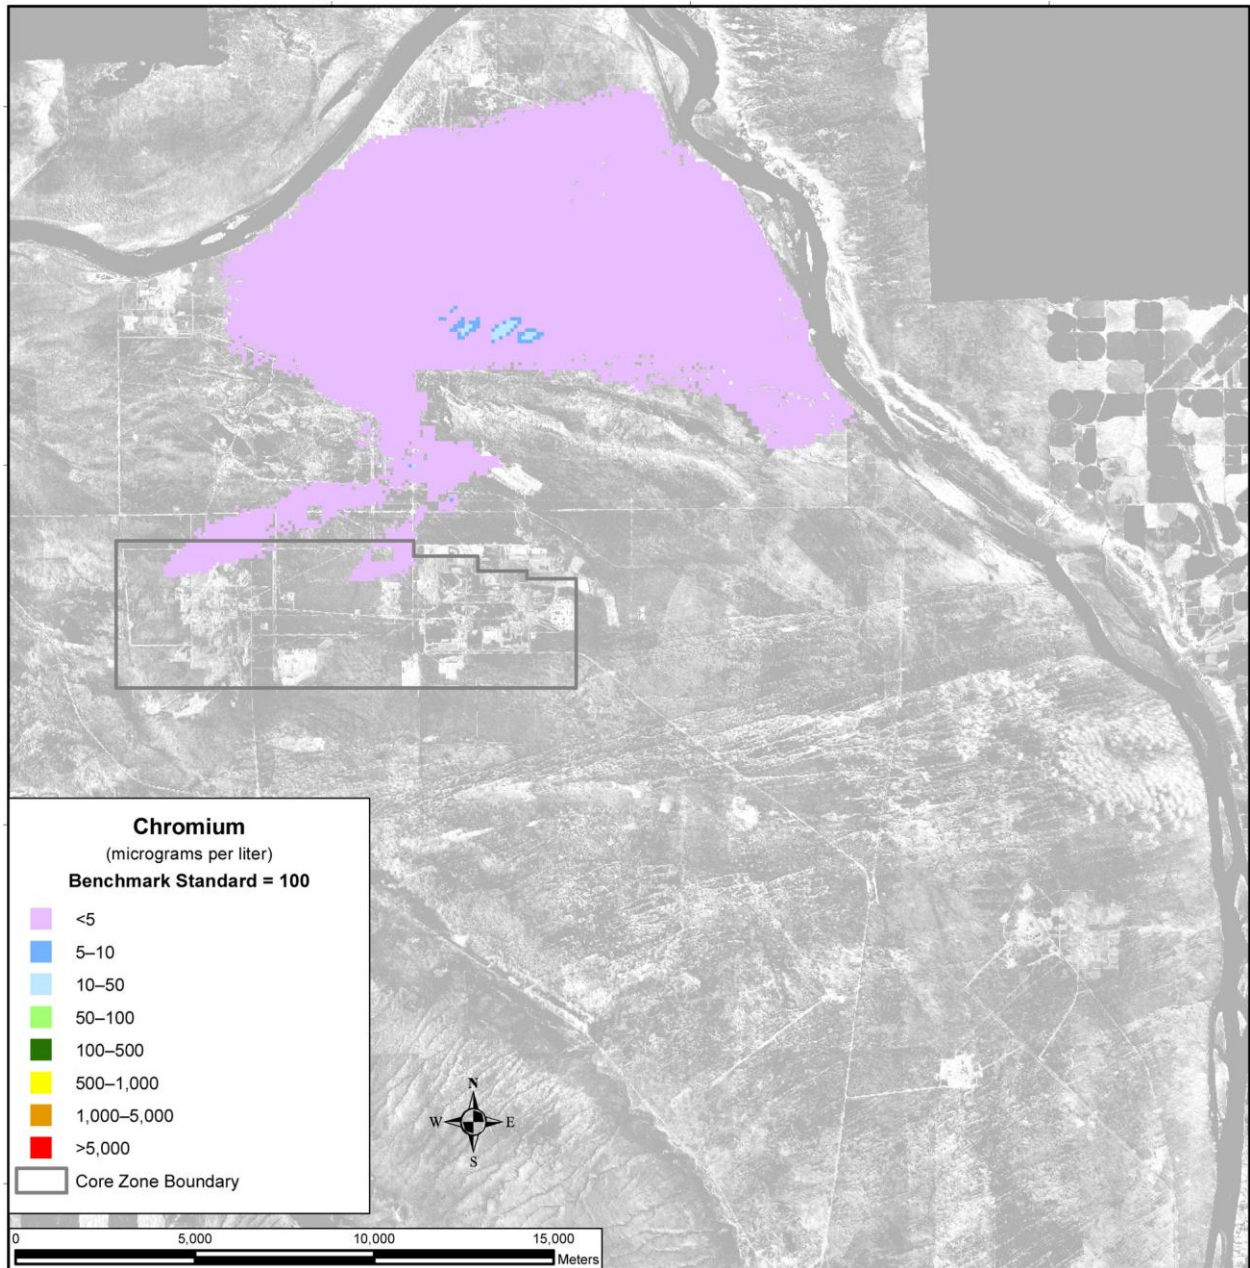 Chromium
(micrograms per liter)
Benchmark Standard = 100
<5
5–10
10–50
50–100
100–500
500–1,000
1,000–5,000
>5,000
Core Zone Boundary
N
W E
S
0 5,000 10,000 15,000
Meters